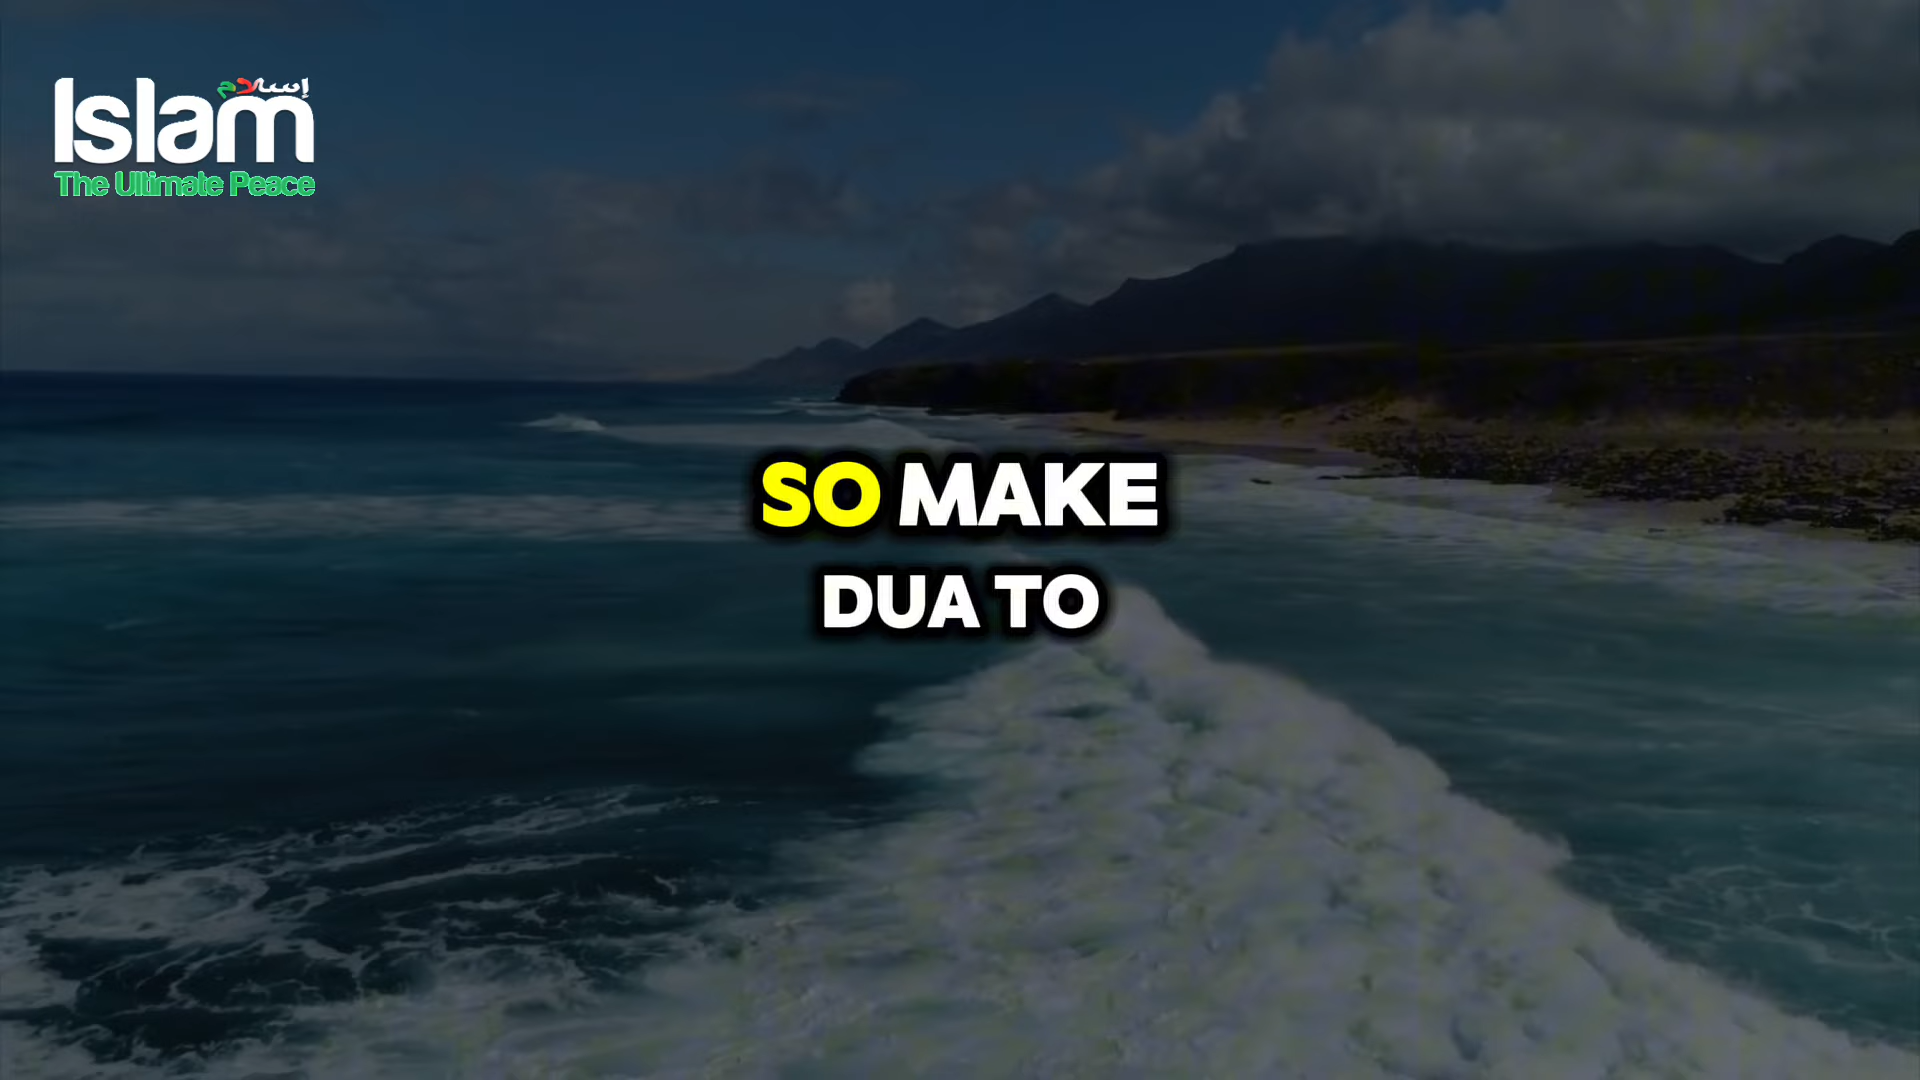 إسلام
Islam
The Ultimate Peace
SO MAKE
DUA TO